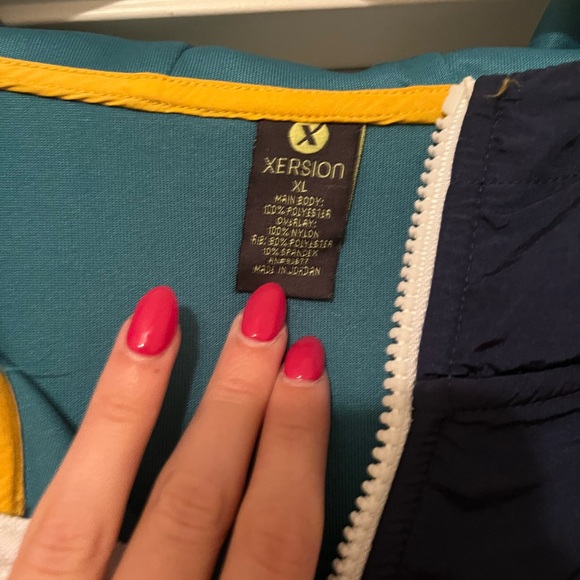 X
XERSION
XL
MAIN BODY:
100% POLYESTER
OVERLAY:
100% NYLON
RIB: 90% POLYESTER
10% SPANDEX
MADE IN JORDAN